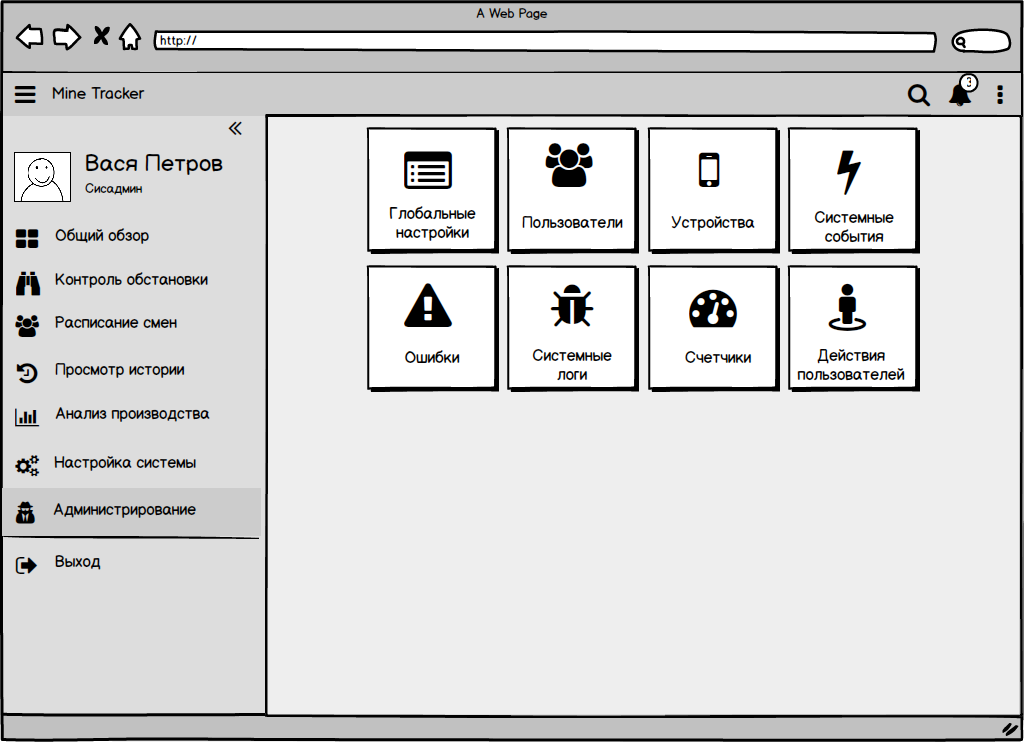 A Web Page
http://
Mine Tracker
3
Вася Петров
Сисадмин
Общий обзор
Контроль обстановки
Расписание смен
Просмотр истории
Анализ производства
Настройка системы
Администрирование
Выход
Глобальные
настройки
Пользователи
Устройства
Системные
события
Ошибки
Системные
логи
Счетчики
Действия
пользователей